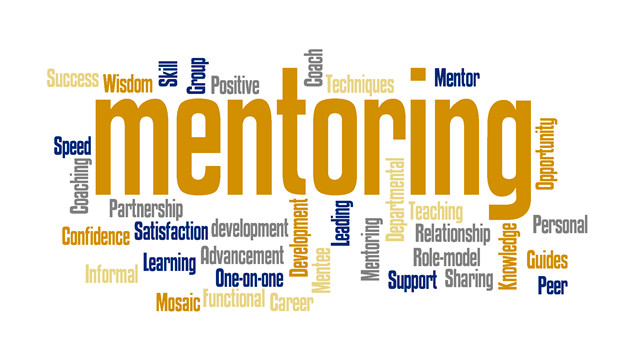 Success
Wisdom
Skill
Group
Positive
Coach
Techniques
Mentor
mentoring
Speed
Coaching
Opportunity
Partnership
Confidence
Satisfaction
development
Development
Leading
Mentoring
Departmental
Teaching
Relationship
Knowledge
Personal
Informal
Learning
Advancement
One-on-one
Mentee
Role-model
Support
Sharing
Guides
Peer
Mosaic
Functional
Career